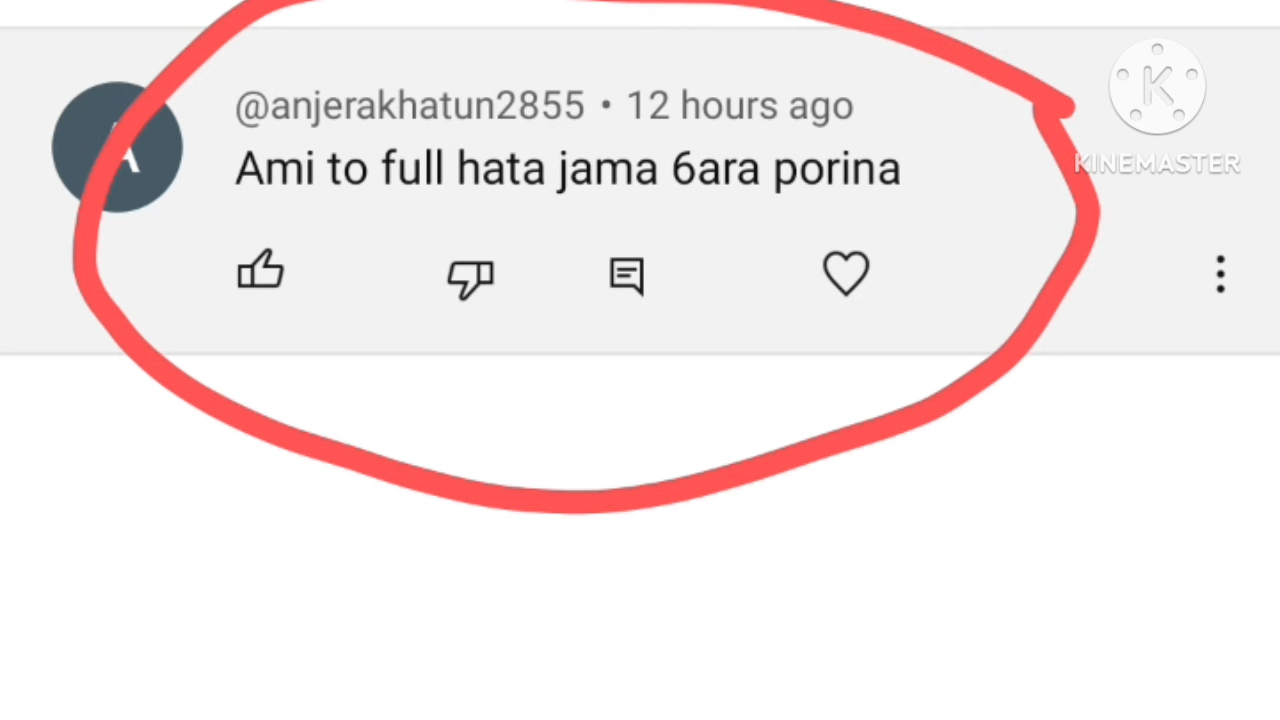 A
@anjerakhatun2855 • 12 hours ago
Ami to full hata jama 6ara porina
K
KINEMASTER